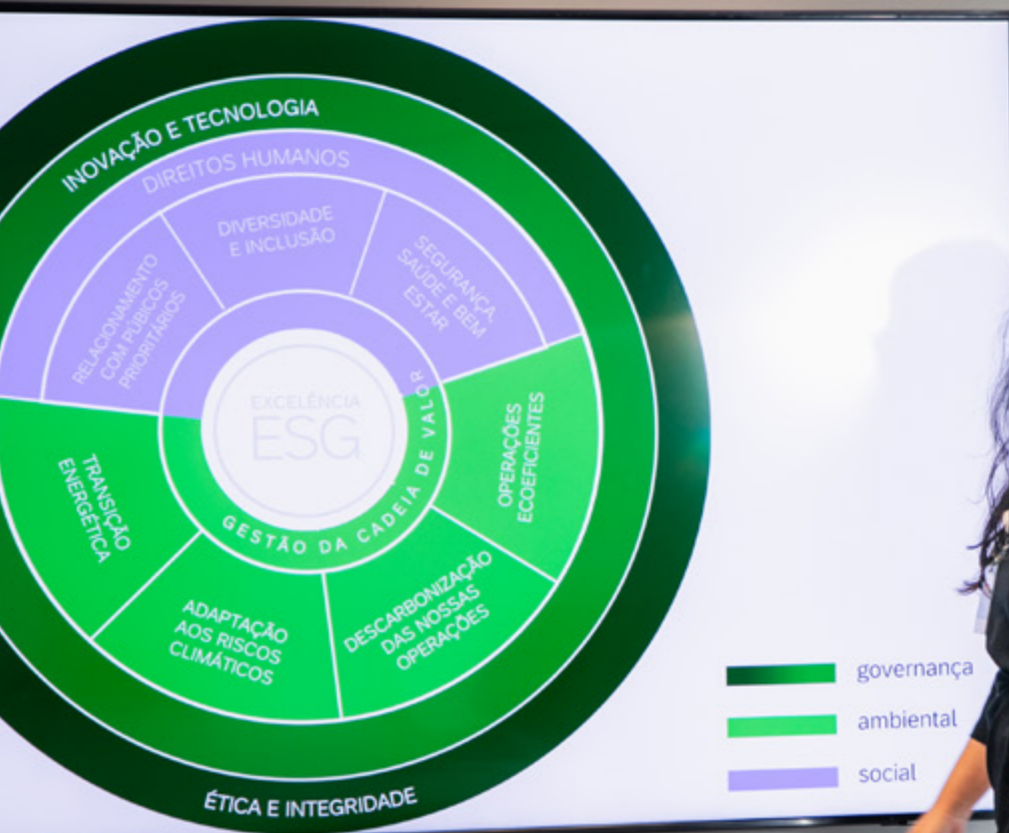 INOVAÇÃO E TECNOLOGIA
DIREITOS HUMANOS
RELACIONAMENTO
COM PÚBICOS
PRIORITÁRIOS
DIVERSIDADE
E INCLUSÃO
SEGURANÇA,
SAÚDE E BEM
ESTAR
EXCELÊNCIA
ESG
GESTÃO DA CADEIA DE VALOR
OPERAÇÕES
ECOEFICIENTES
TRANSIÇÃO
ENERGÉTICA
ADAPTAÇÃO
AOS RISCOS
CLIMÁTICOS
DESCARBONIZAÇÃO
DAS NOSSAS
OPERAÇÕES
ÉTICA E INTEGRIDADE
governança
ambiental
social